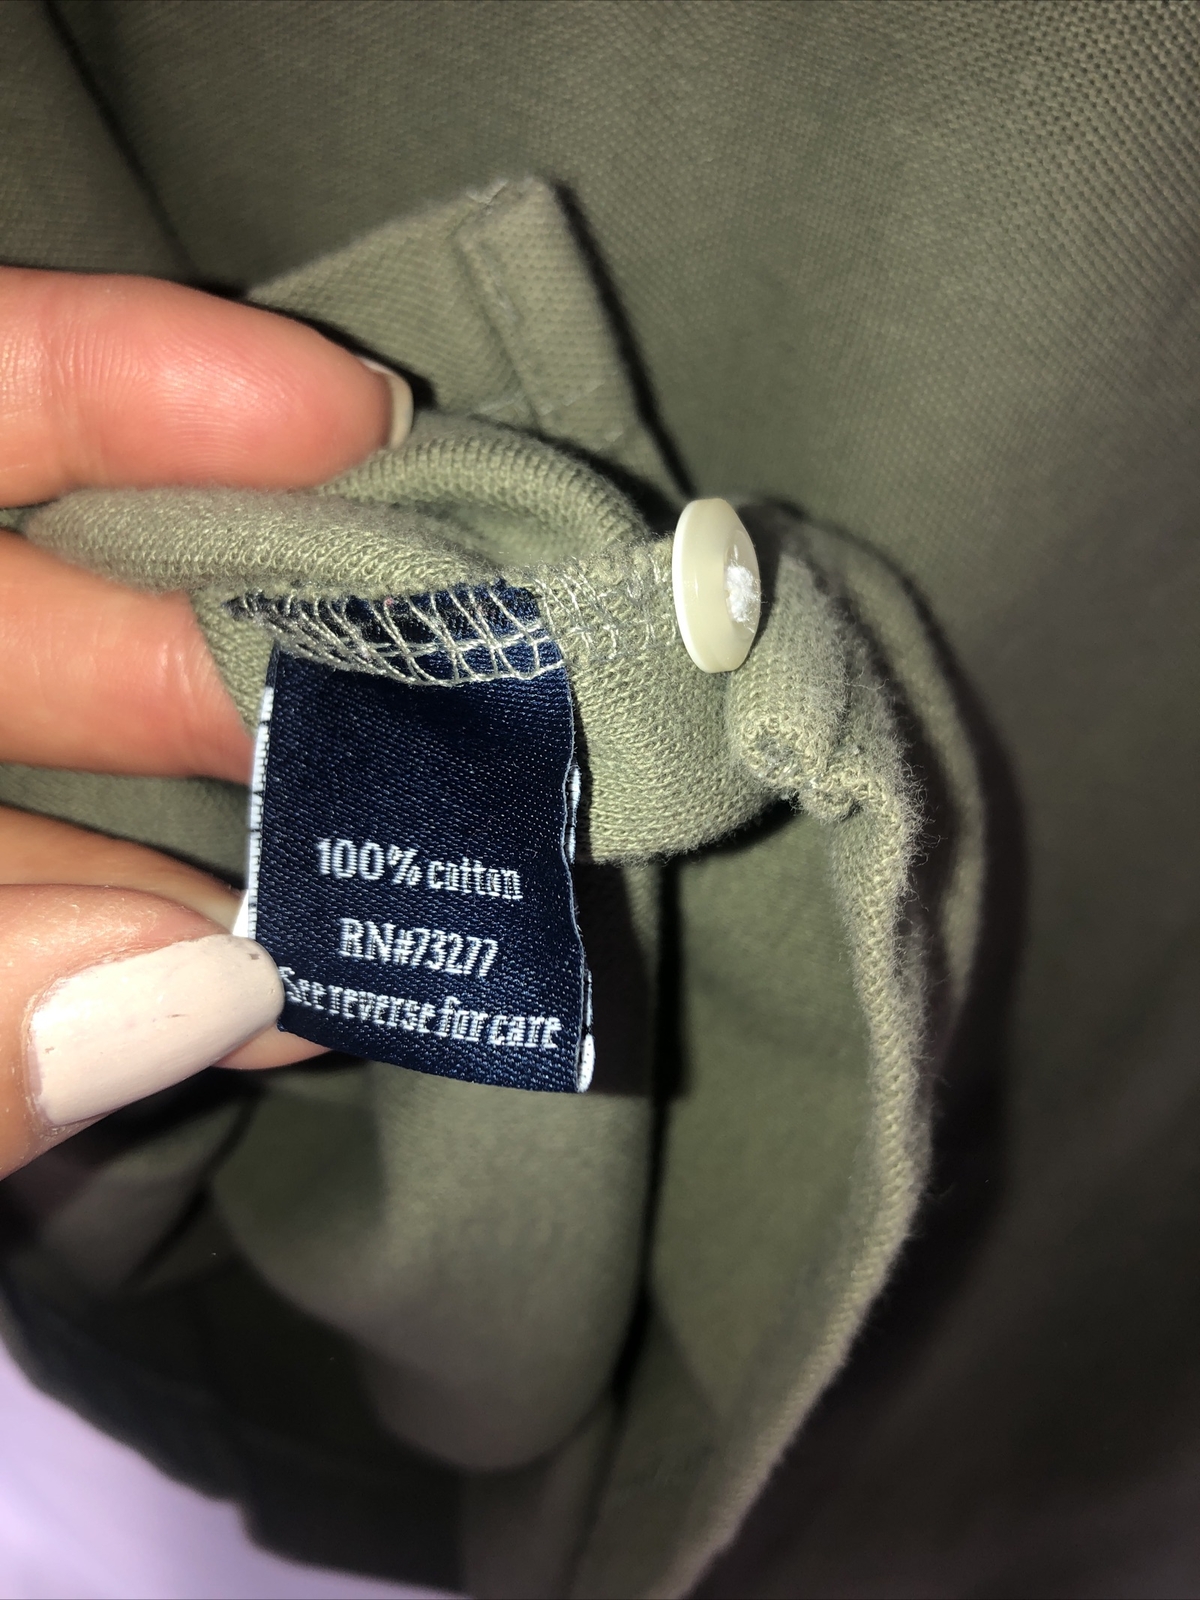 100% cotton
RN#73277
See reverse for care